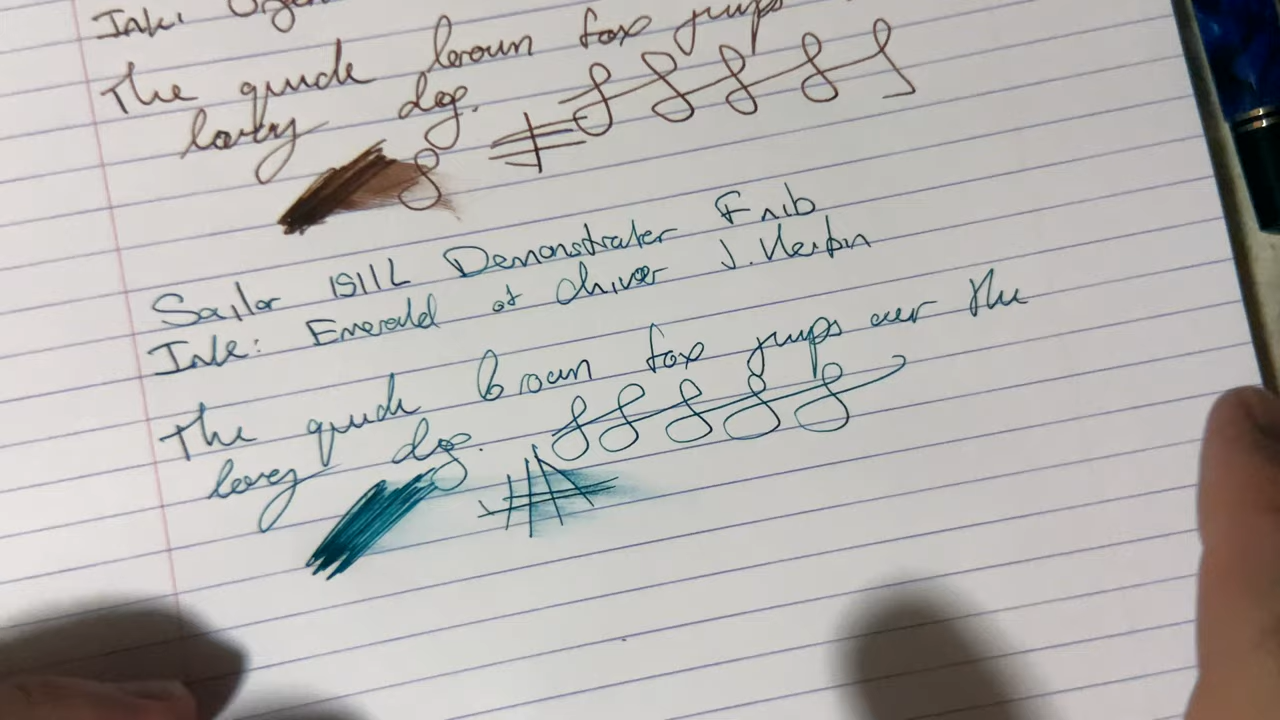 Ink:
The quick brown fox jumps
lazy dog.
Sailor 1911L Demonstrator F nib
Ink: Emerald of chivor J. Herbin
The quick brown fox jumps over the
lazy dog.